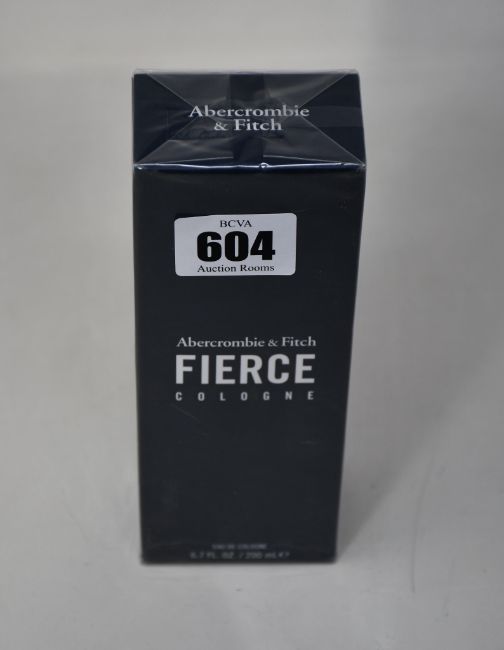 Abercrombie
& Fitch
BCVA
604
Auction Rooms
Abercrombie & Fitch
FIERCE
COLOGNE
EAU DE COLOGNE
6.7 FL. OZ. / 200 mL ℮